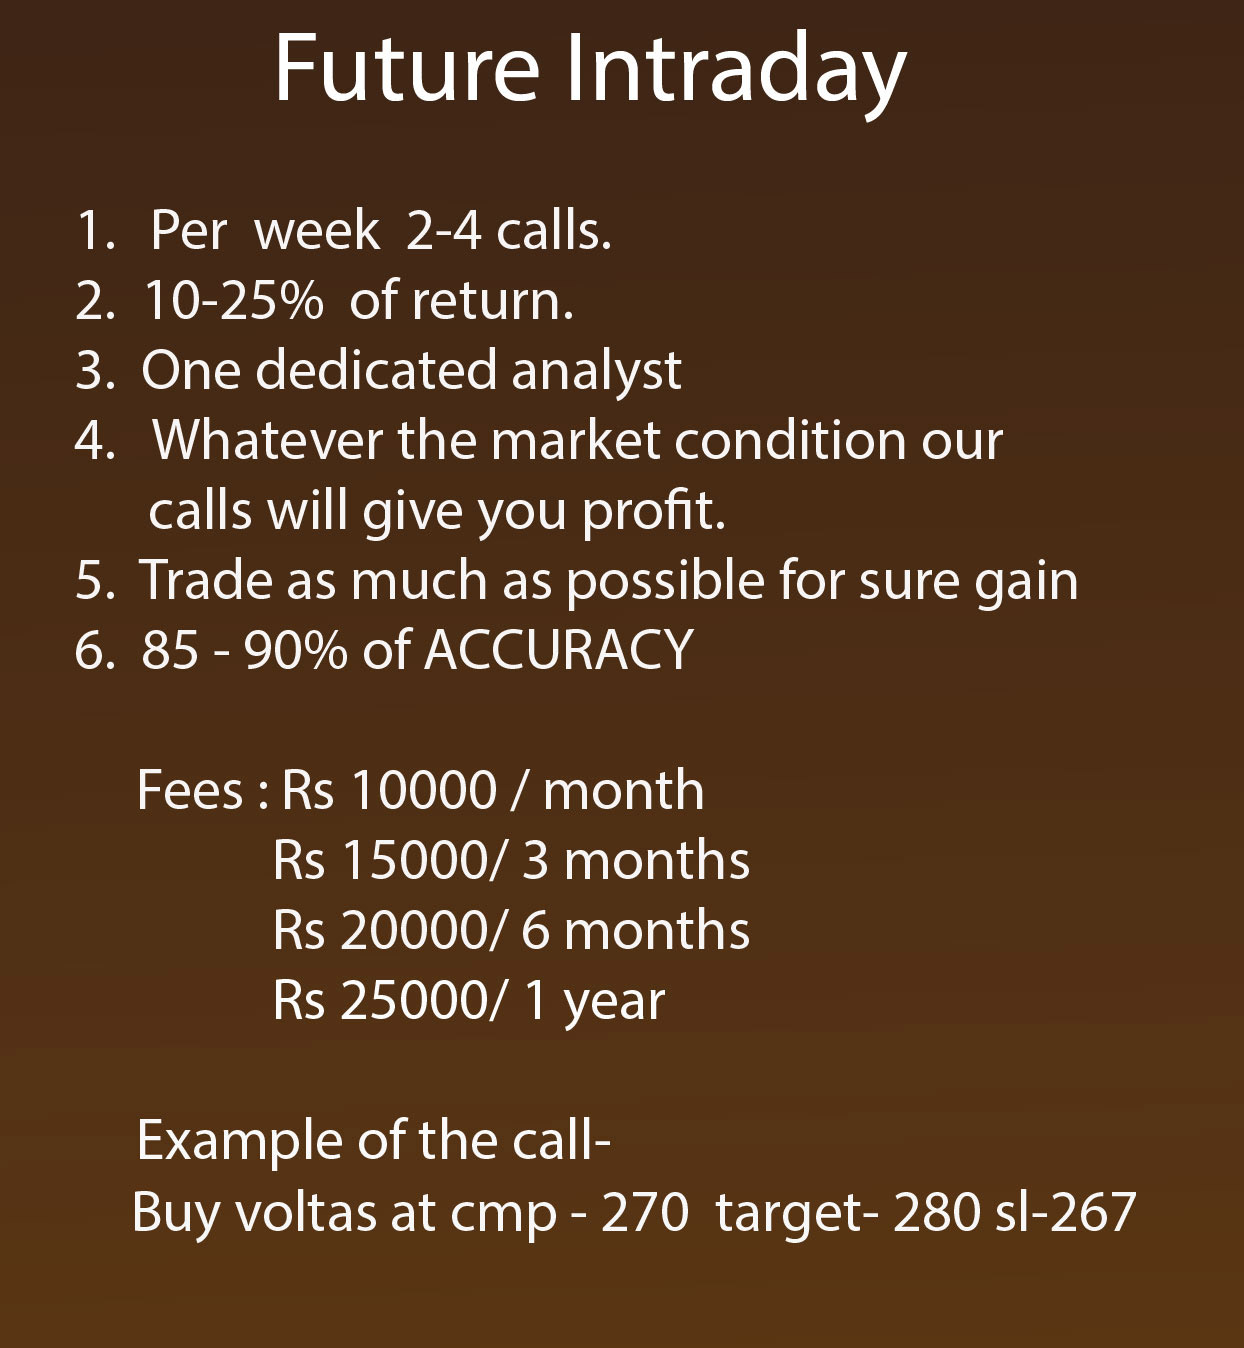 Future Intraday
1. Per week 2-4 calls.
2. 10-25% of return.
3. One dedicated analyst
4. Whatever the market condition our
calls will give you profit.
5. Trade as much as possible for sure gain
6. 85 - 90% of ACCURACY
Fees : Rs 10000 / month
Rs 15000/ 3 months
Rs 20000/ 6 months
Rs 25000/ 1 year
Example of the call-
Buy voltas at cmp - 270 target- 280 sl-267